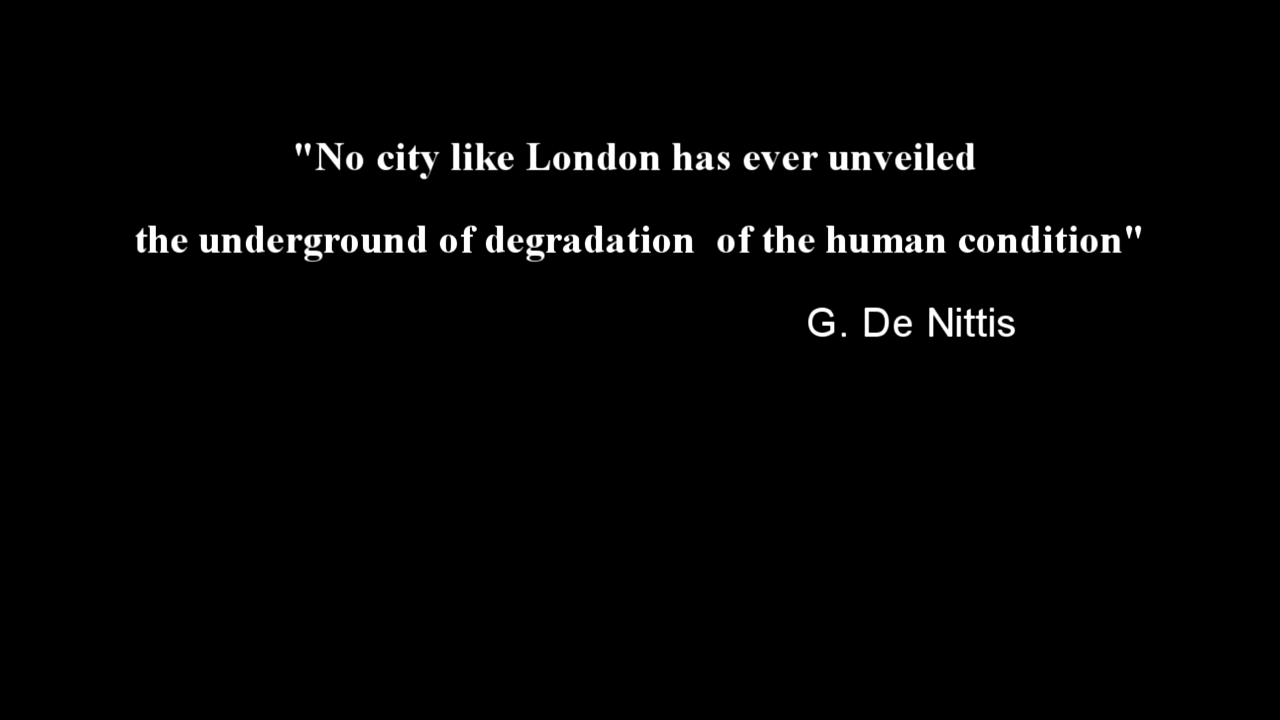 "No city like London has ever unveiled
the underground of degradation  of the human condition"
G. De Nittis